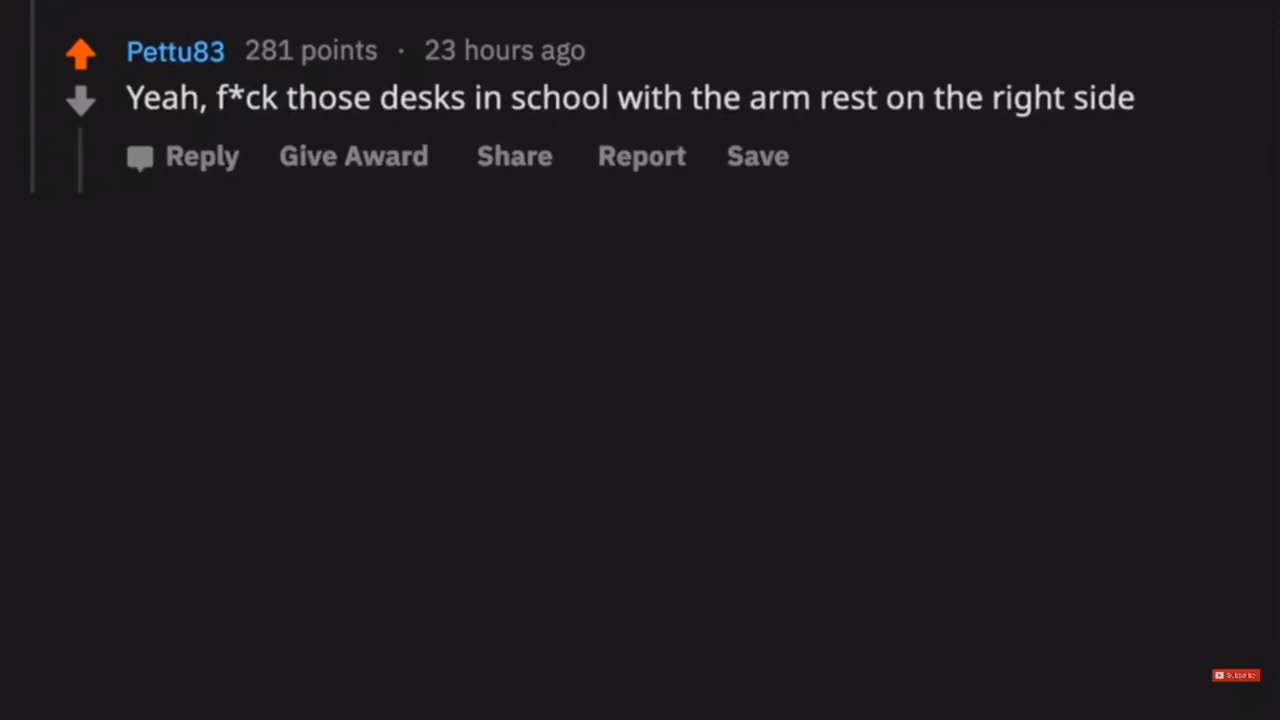 Pettu83 281 points · 23 hours ago
Yeah, f*ck those desks in school with the arm rest on the right side
Reply Give Award Share Report Save